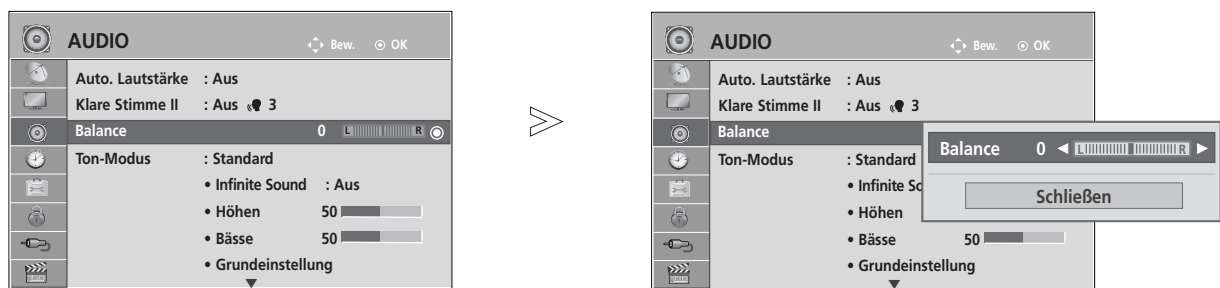 AUDIO Bew. OK
Auto. Lautstärke : Aus
Klare Stimme II : Aus 3
Balance 0 L R
Ton-Modus : Standard
• Infinite Sound : Aus
• Höhen 50
• Bässe 50
• Grundeinstellung
AUDIO Bew. OK
Auto. Lautstärke : Aus
Klare Stimme II : Aus 3
Balance
Ton-Modus : Standard
• Infinite So
• Höhen
• Bässe 50
• Grundeinstellung
Balance 0 L R
Schließen